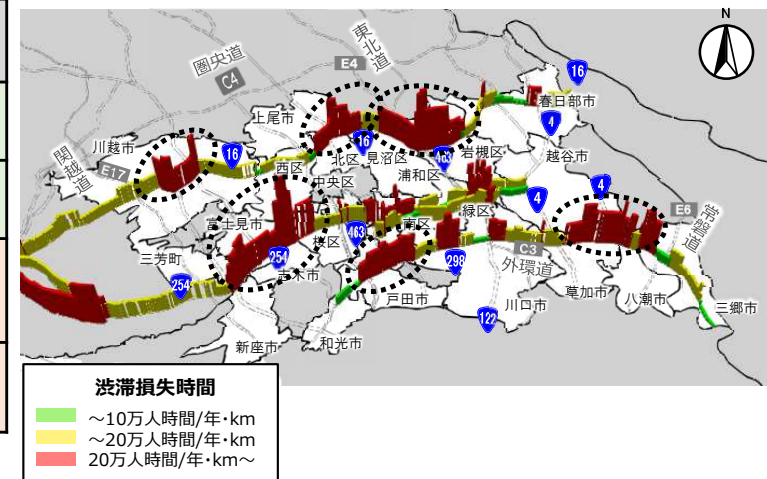 N
東北道
圏央道
E4
C4
16
春日部市
上尾市
4
川越市
16
北区
見沼区
岩槻区
関越道
E17
16
西区
463
越谷市
中央区
浦和区
4
4
富士見市
緑区
E6
常磐道
桜区
463
南区
三芳町
254
志木市
298
C3
外環道
254
戸田市
草加市
八潮市
川口市
三郷市
122
新座市
和光市
渋滞損失時間
～10万人時間/年・km
～20万人時間/年・km
20万人時間/年・km～